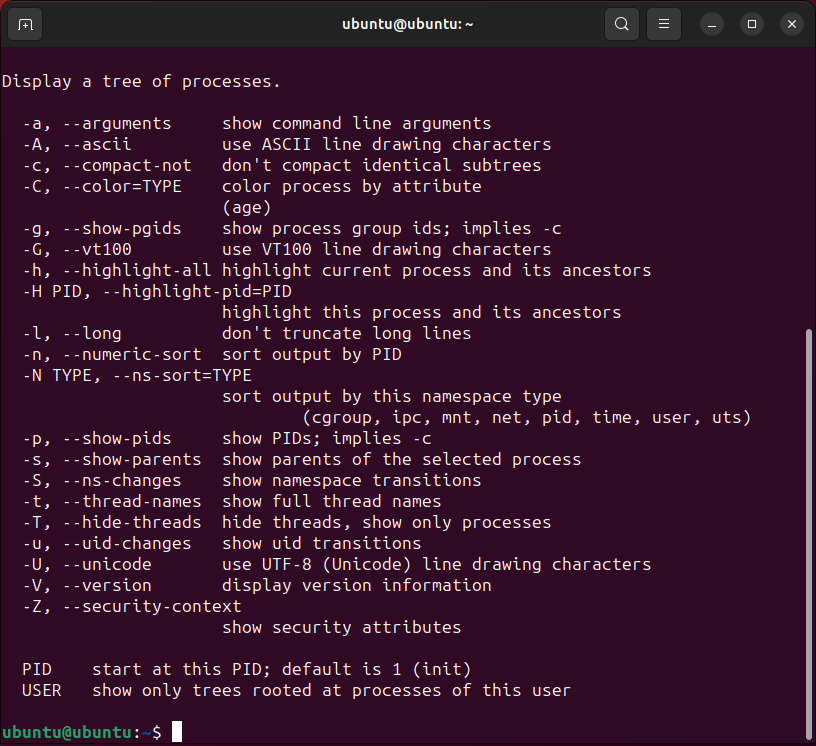 ubuntu@ubuntu: ~
Display a tree of processes.
-a, --arguments     show command line arguments
-A, --ascii         use ASCII line drawing characters
-c, --compact-not   don't compact identical subtrees
-C, --color=TYPE    color process by attribute
                    (age)
-g, --show-pgids    show process group ids; implies -c
-G, --vt100         use VT100 line drawing characters
-h, --highlight-all highlight current process and its ancestors
-H PID, --highlight-pid=PID
                    highlight this process and its ancestors
-l, --long          don't truncate long lines
-n, --numeric-sort  sort output by PID
-N TYPE, --ns-sort=TYPE
                    sort output by this namespace type
                            (cgroup, ipc, mnt, net, pid, time, user, uts)
-p, --show-pids     show PIDs; implies -c
-s, --show-parents  show parents of the selected process
-S, --ns-changes    show namespace transitions
-t, --thread-names  show full thread names
-T, --hide-threads  hide threads, show only processes
-u, --uid-changes   show uid transitions
-U, --unicode       use UTF-8 (Unicode) line drawing characters
-V, --version       display version information
-Z, --security-context
                    show security attributes
PID    start at this PID; default is 1 (init)
USER   show only trees rooted at processes of this user
ubuntu@ubuntu:~$